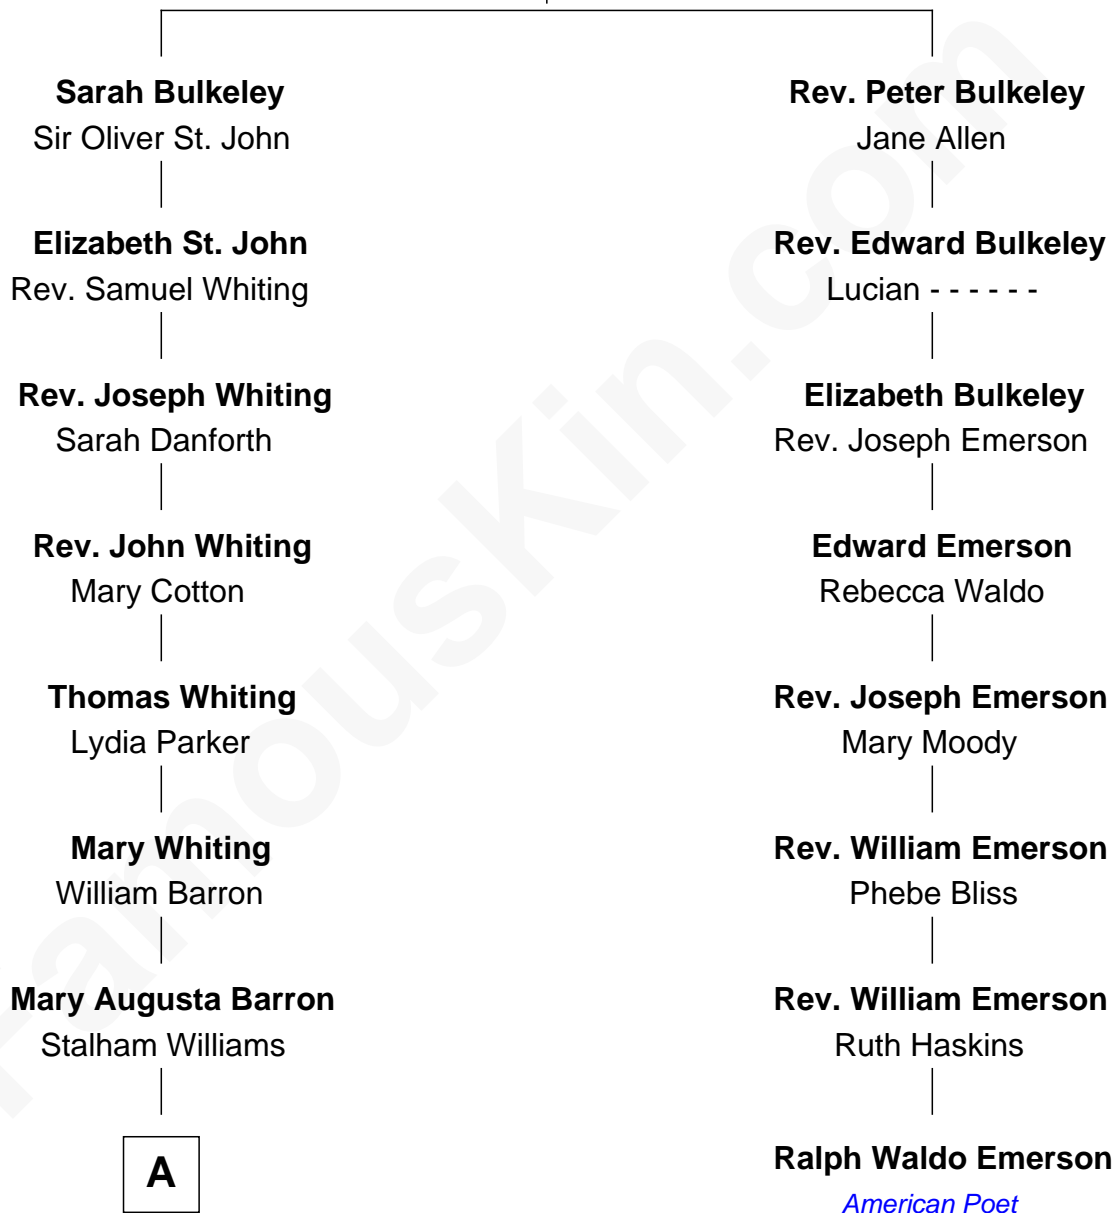 Sarah Bulkeley
Sir Oliver St. John
Rev. Peter Bulkeley
Jane Allen
Elizabeth St. John
Rev. Samuel Whiting
Rev. Edward Bulkeley
Lucian - - - - - -
Rev. Joseph Whiting
Sarah Danforth
Elizabeth Bulkeley
Rev. Joseph Emerson
Rev. John Whiting
Mary Cotton
Edward Emerson
Rebecca Waldo
Thomas Whiting
Lydia Parker
Rev. Joseph Emerson
Mary Moody
Mary Whiting
William Barron
Rev. William Emerson
Phebe Bliss
Mary Augusta Barron
Stalham Williams
Rev. William Emerson
Ruth Haskins
A
Ralph Waldo Emerson
American Poet
FamousKin.com